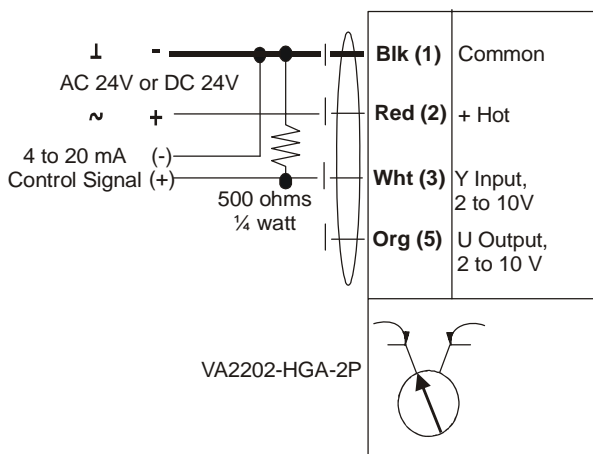 ⊥ - Blk (1) Common
AC 24V or DC 24V
~ + Red (2) + Hot
4 to 20 mA (-)
Control Signal (+) Wht (3) Y Input,
2 to 10V
500 ohms
¼ watt
Org (5) U Output,
2 to 10 V
VA2202-HGA-2P